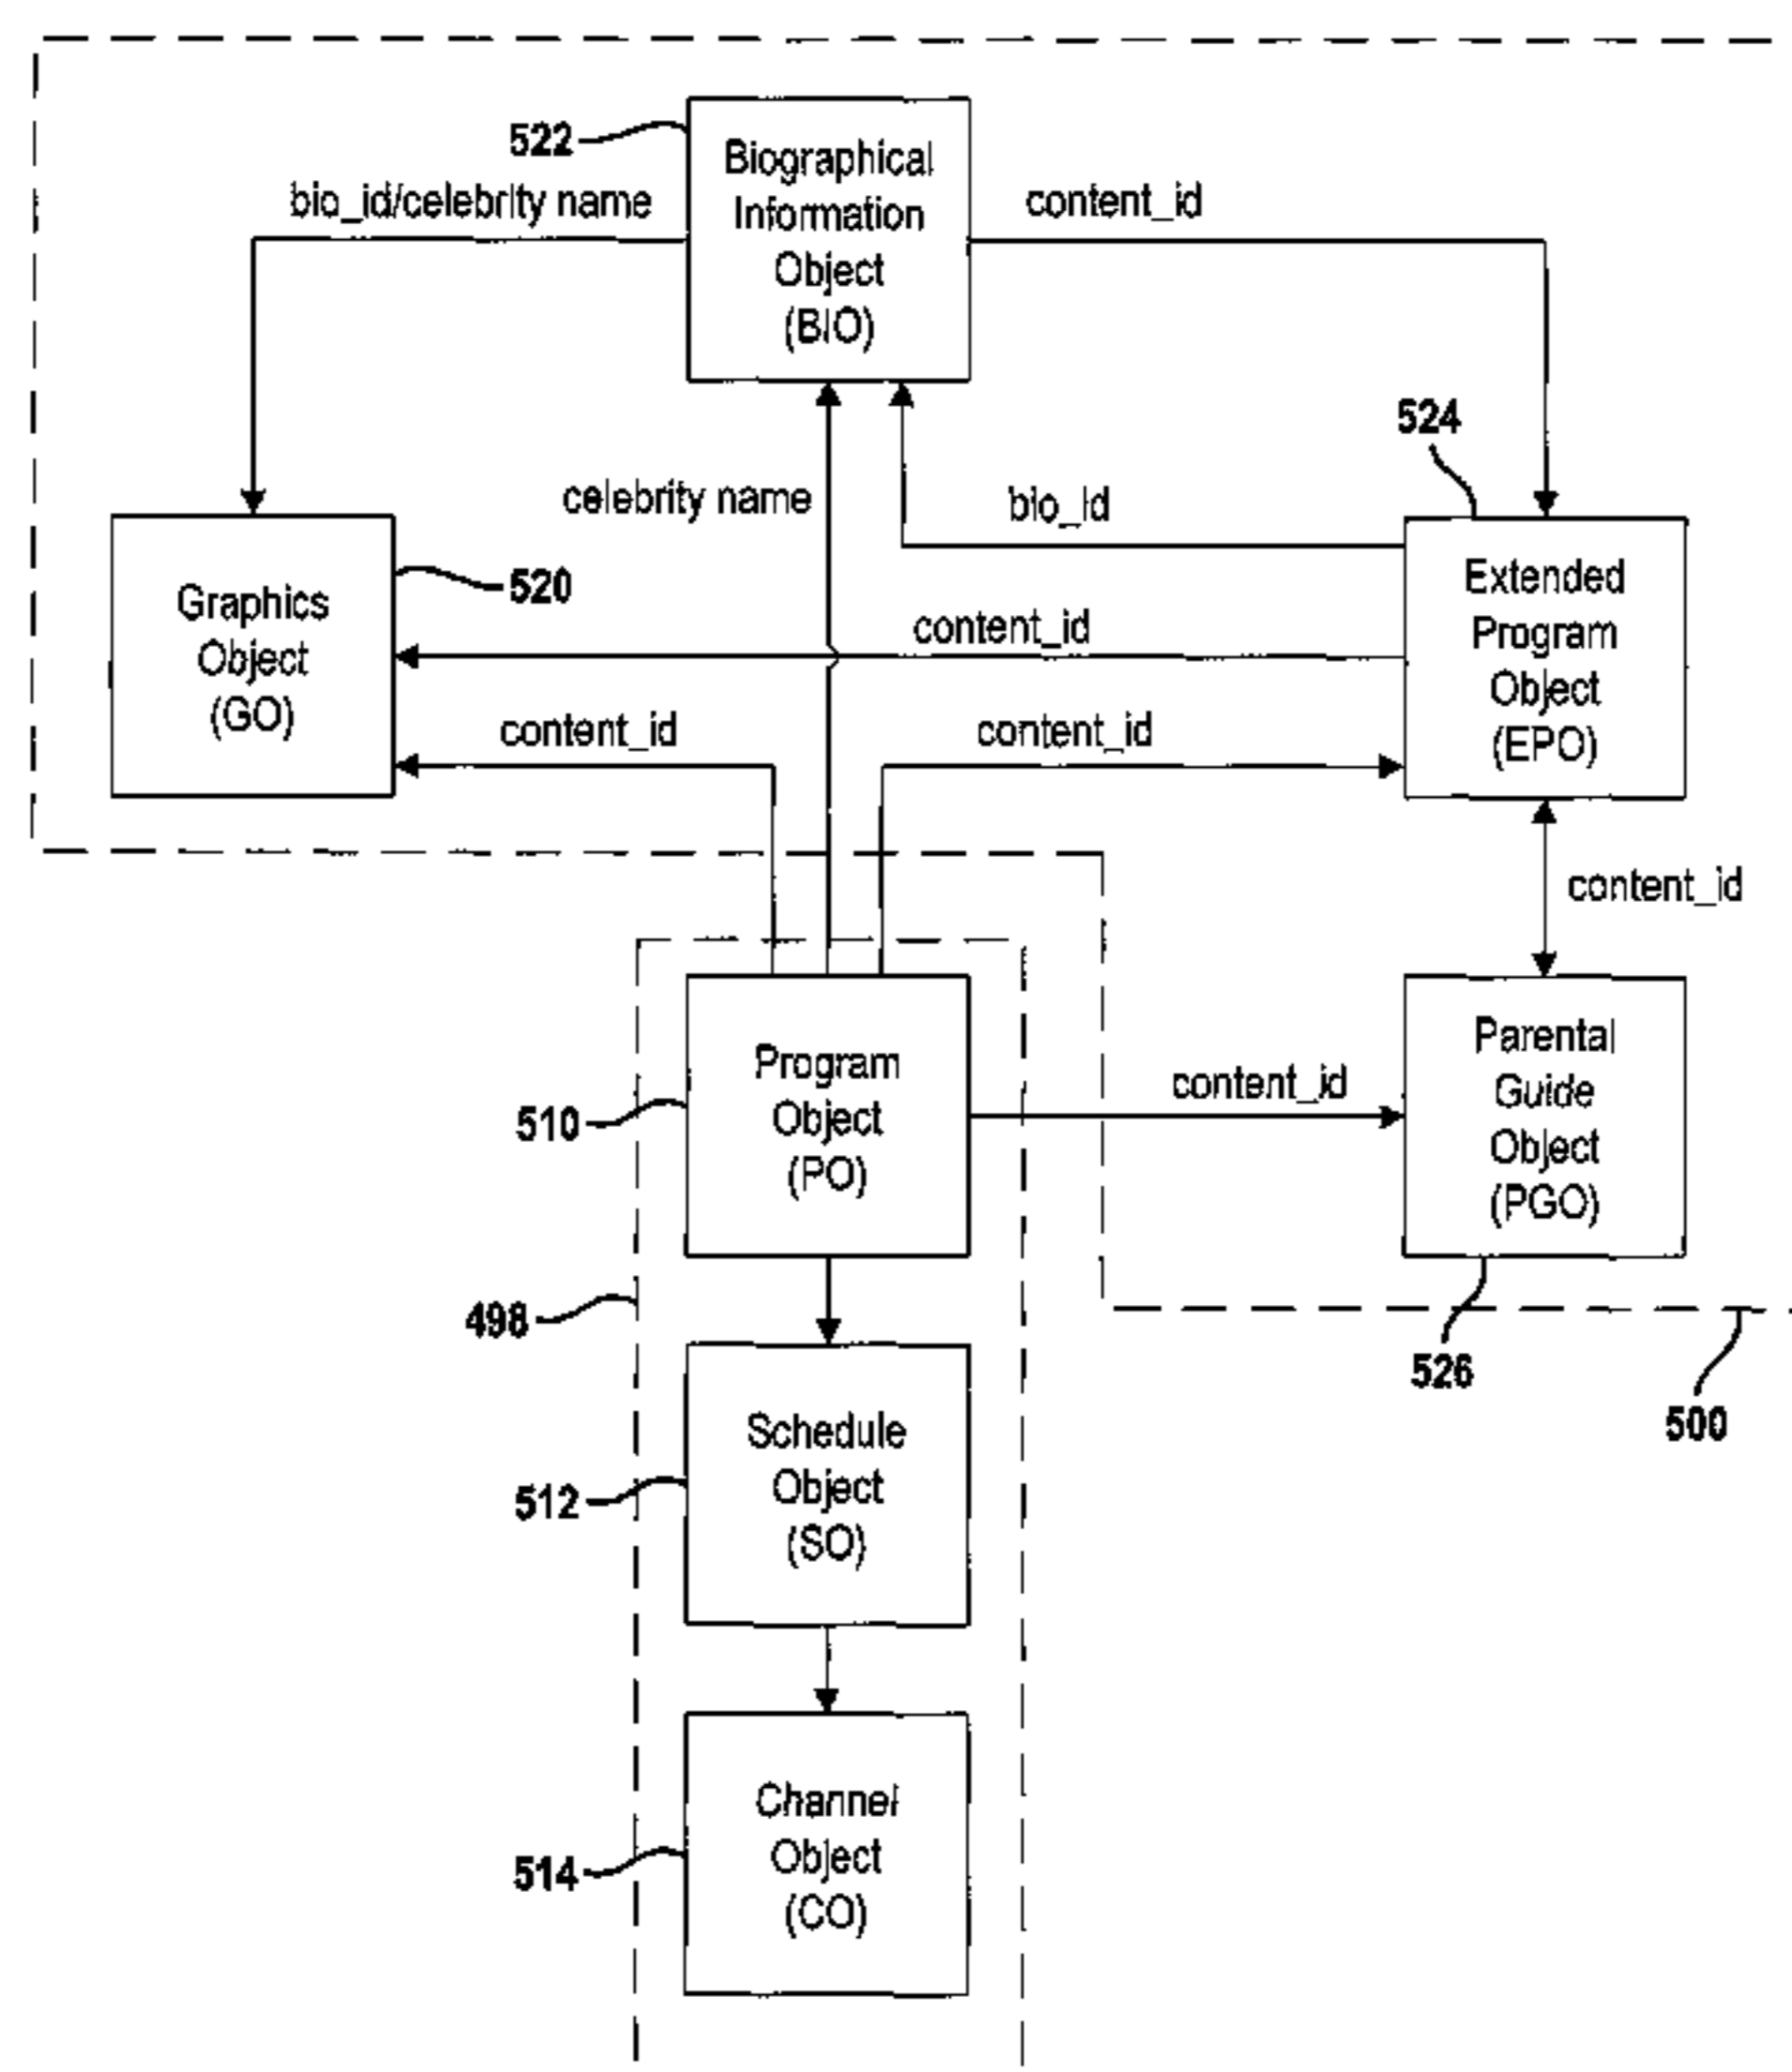 522
Biographical
Information
Object
(BIO)
bio_id/celebrity name
content_id
524
celebrity name
bio_id
Graphics
Object
(GO)
520
Extended
Program
Object
(EPO)
content_id
content_id
content_id
content_id
Program
Object
(PO)
510
content_id
Parental
Guide
Object
(PGO)
498
526
500
Schedule
Object
(SO)
512
Channel
Object
(CO)
514